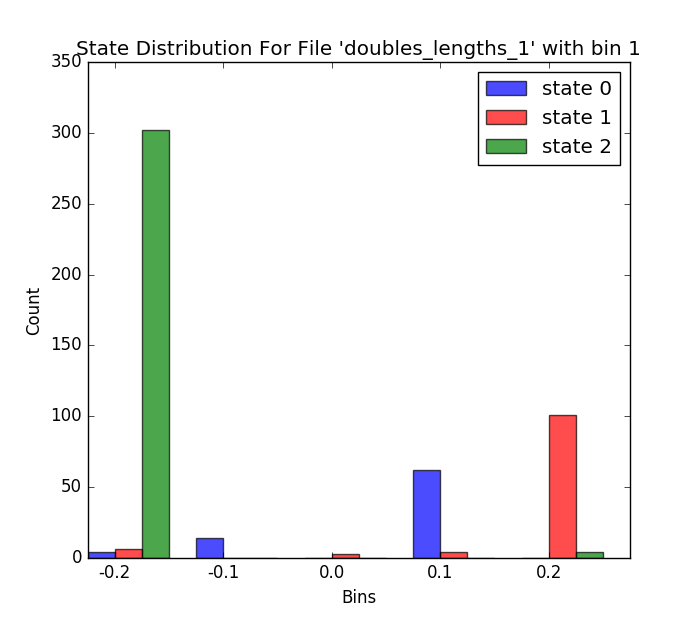 State Distribution For File 'doubles_lengths_1' with bin 1
350
300
250
200
150
100
50
0
Count
state 0
state 1
state 2
-0.2 -0.1 0.0 0.1 0.2
Bins